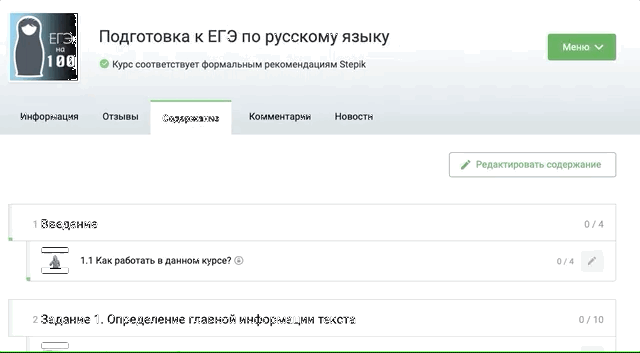 ЕГЭ
на
100
Подготовка к ЕГЭ по русскому языку
Курс соответствует формальным рекомендациям Stepik
Меню
Информация Отзывы Содержание Комментарии Новости
Редактировать содержание
1 Введение 0 / 4
1.1 Как работать в данном курсе? 0 / 4
2 Задание 1. Определение главной информации текста 0 / 10